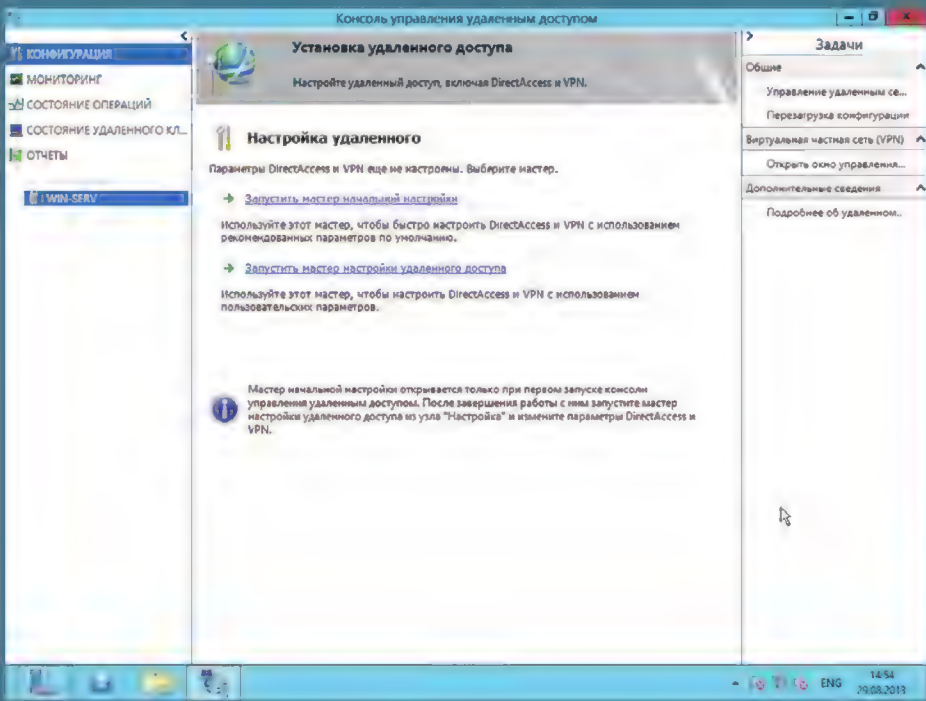 Консоль управления удаленным доступом
КОНФИГУРАЦИЯ
МОНИТОРИНГ
СОСТОЯНИЕ ОПЕРАЦИЙ
СОСТОЯНИЕ УДАЛЕННОГО КЛ...
ОТЧЕТЫ
WIN-SERV
Установка удаленного доступа
Настройте удаленный доступ, включая DirectAccess и VPN.
Настройка удаленного
Параметры DirectAccess и VPN еще не настроены. Выберите мастер.
Запустить мастер начальной настройки
Используйте этот мастер, чтобы быстро настроить DirectAccess и VPN с использованием
рекомендованных параметров по умолчанию.
Запустить мастер настройки удаленного доступа
Используйте этот мастер, чтобы настроить DirectAccess и VPN с использованием
пользовательских параметров.
Мастер начальной настройки открывается только при первом запуске консоли
управления удаленным доступом. После завершения работы с ним запустите мастер
настройки удаленного доступа из узла "Настройка" и измените параметры DirectAccess и
VPN.
Задачи
Общие
Управление удаленным се...
Перезагрузка конфигурации
Виртуальная частная сеть (VPN)
Открыть окно управления...
Дополнительные сведения
Подробнее об удаленном...
ENG
14:54
29.08.2013